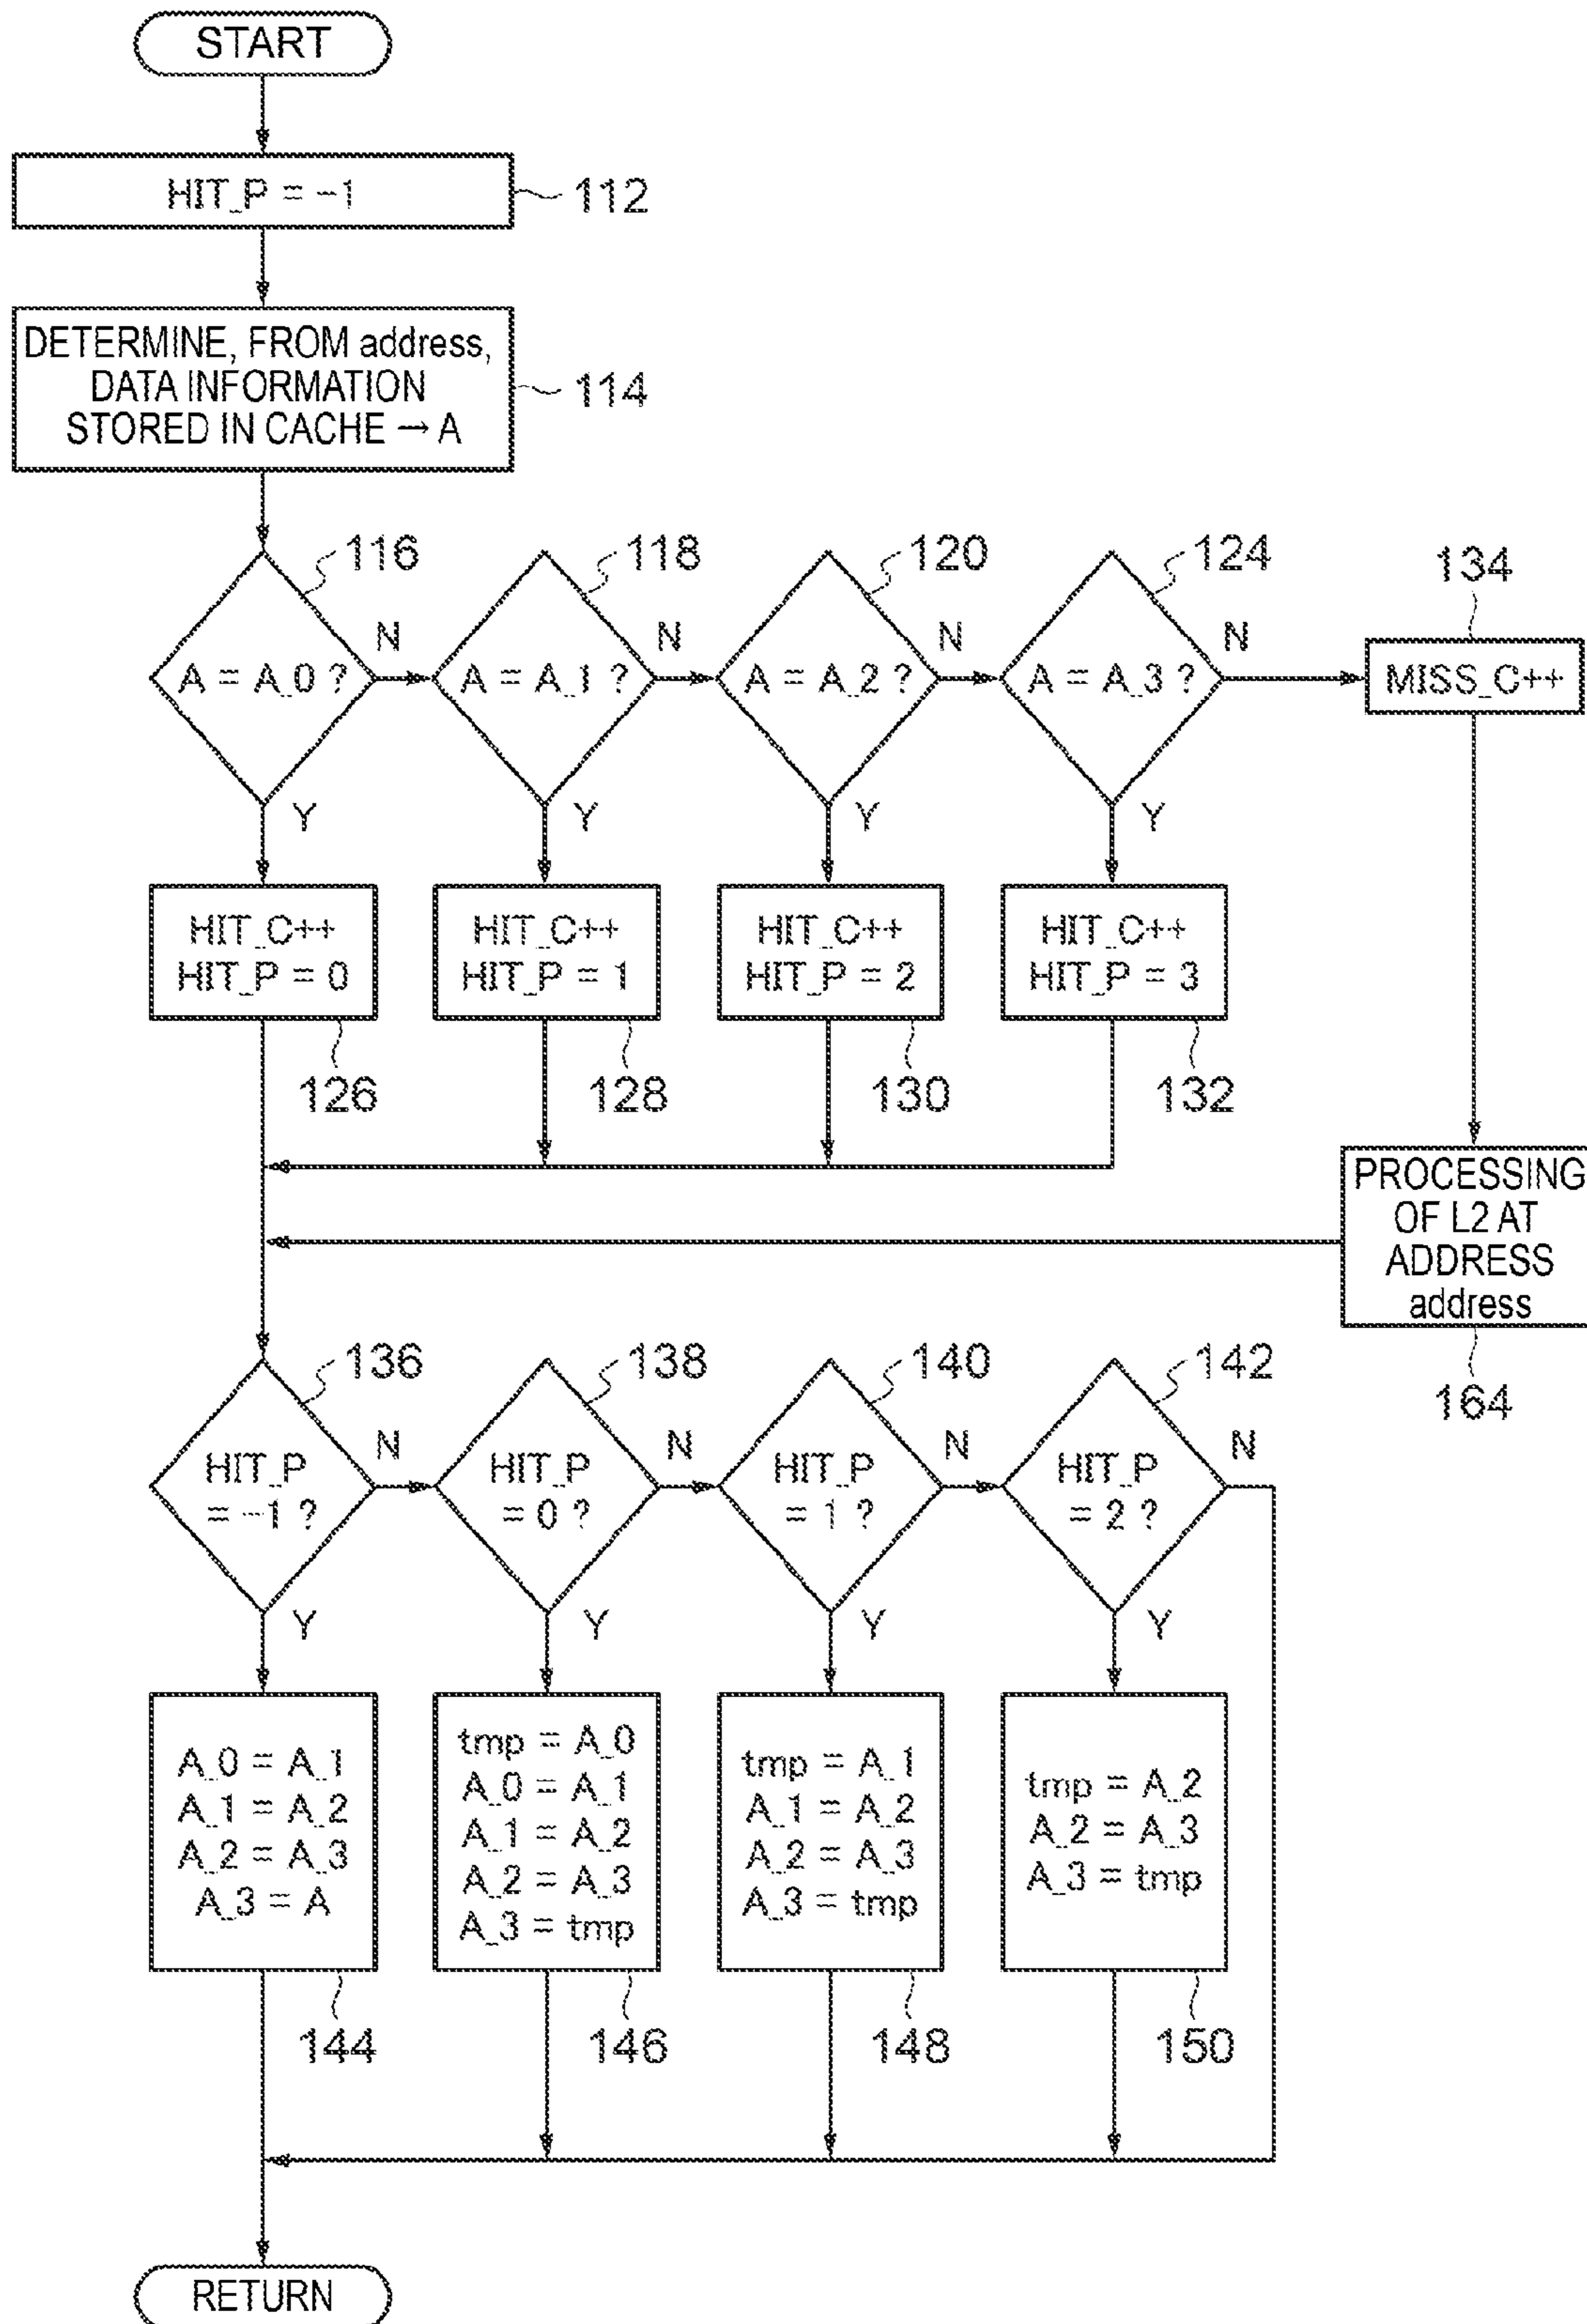 START
HIT_P = −1
112
DETERMINE, FROM address,
DATA INFORMATION
STORED IN CACHE → A
114
116
118
120
124
134
N
N
N
N
A = A_0 ?
A = A_1 ?
A = A_2 ?
A = A_3 ?
MISS_C++
Y
Y
Y
Y
HIT_C++
HIT_P = 0
HIT_C++
HIT_P = 1
HIT_C++
HIT_P = 2
HIT_C++
HIT_P = 3
126
128
130
132
PROCESSING
OF L2 AT
ADDRESS
address
164
136
138
140
142
N
N
N
N
HIT_P
= −1 ?
HIT_P
= 0 ?
HIT_P
= 1 ?
HIT_P
= 2 ?
Y
Y
Y
Y
A_0 = A_1
A_1 = A_2
A_2 = A_3
A_3 = A
tmp = A_0
A_0 = A_1
A_1 = A_2
A_2 = A_3
A_3 = tmp
tmp = A_1
A_1 = A_2
A_2 = A_3
A_3 = tmp
tmp = A_2
A_2 = A_3
A_3 = tmp
144
146
148
150
RETURN